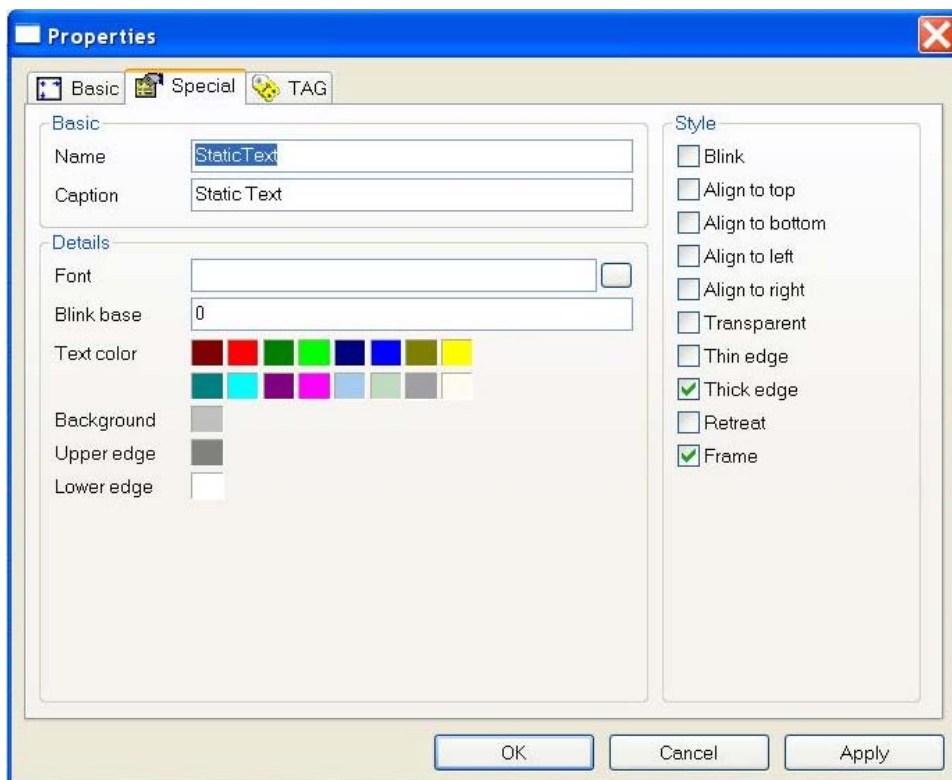 Properties
Basic Special TAG
Basic
Name StaticText
Caption Static Text
Details
Font
Blink base 0
Text color
Background
Upper edge
Lower edge
Style
Blink
Align to top
Align to bottom
Align to left
Align to right
Transparent
Thin edge
Thick edge
Retreat
Frame
OK Cancel Apply